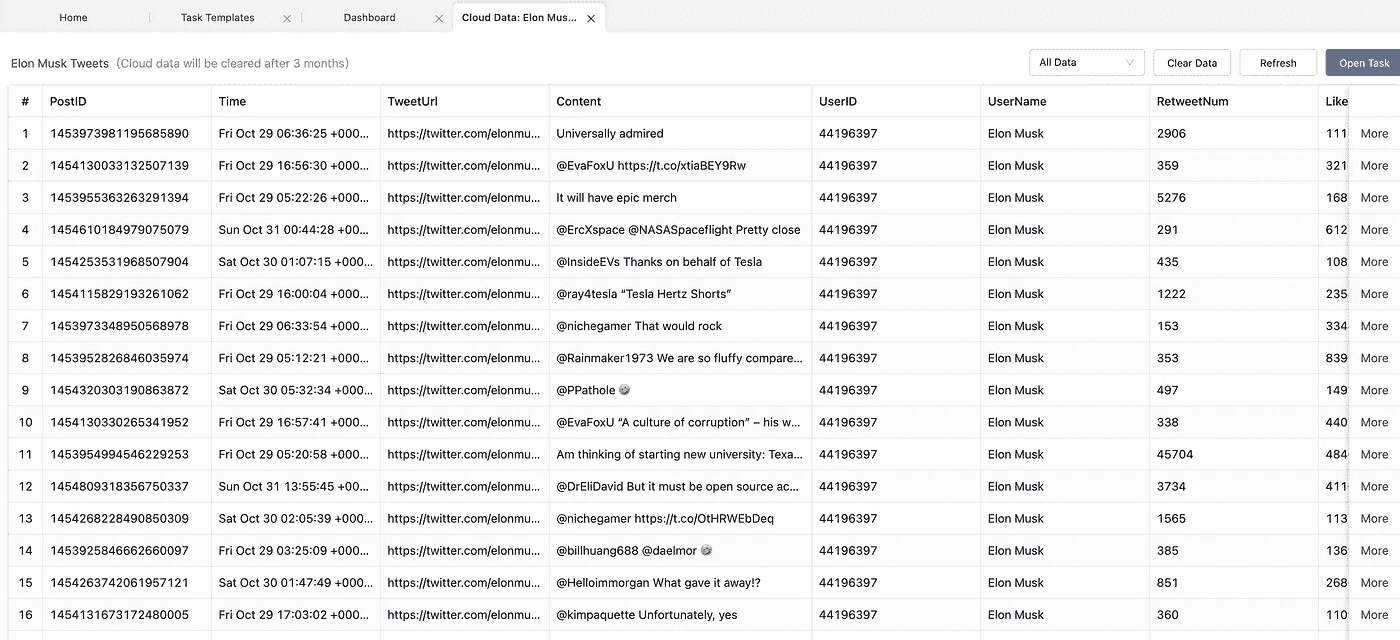 Home Task Templates Dashboard Cloud Data: Elon Mus...
Elon Musk Tweets (Cloud data will be cleared after 3 months) All Data Clear Data Refresh Open Task
# PostID Time TweetUrl Content UserID UserName RetweetNum Like
1 1453973981195685890 Fri Oct 29 06:36:25 +000... https://twitter.com/elonmu... Universally admired 44196397 Elon Musk 2906 111 More
2 1454130033132507139 Fri Oct 29 16:56:30 +000... https://twitter.com/elonmu... @EvaFoxU https://t.co/xtiaBEY9Rw 44196397 Elon Musk 359 321 More
3 1453955363263291394 Fri Oct 29 05:22:26 +000... https://twitter.com/elonmu... It will have epic merch 44196397 Elon Musk 5276 168 More
4 1454610184979075079 Sun Oct 31 00:44:28 +00... https://twitter.com/elonmu... @ErcXspace @NASASpaceflight Pretty close 44196397 Elon Musk 291 612 More
5 1454253531968507904 Sat Oct 30 01:07:15 +000... https://twitter.com/elonmu... @InsideEVs Thanks on behalf of Tesla 44196397 Elon Musk 435 108 More
6 1454115829193261062 Fri Oct 29 16:00:04 +000... https://twitter.com/elonmu... @ray4tesla “Tesla Hertz Shorts” 44196397 Elon Musk 1222 235 More
7 1453973348950568978 Fri Oct 29 06:33:54 +000... https://twitter.com/elonmu... @nichegamer That would rock 44196397 Elon Musk 153 334 More
8 1453952826846035974 Fri Oct 29 05:12:21 +000... https://twitter.com/elonmu... @Rainmaker1973 We are so fluffy compare... 44196397 Elon Musk 353 839 More
9 1454320303190863872 Sat Oct 30 05:32:34 +000... https://twitter.com/elonmu... @PPathole 🤣 44196397 Elon Musk 497 149 More
10 1454130330265341952 Fri Oct 29 16:57:41 +000... https://twitter.com/elonmu... @EvaFoxU “A culture of corruption” – his w... 44196397 Elon Musk 338 440 More
11 1453954994546229253 Fri Oct 29 05:20:58 +000... https://twitter.com/elonmu... Am thinking of starting new university: Texa... 44196397 Elon Musk 45704 484 More
12 1454809318356750337 Sun Oct 31 13:55:45 +00... https://twitter.com/elonmu... @DrEliDavid But it must be open source ac... 44196397 Elon Musk 3734 411 More
13 1454268228490850309 Sat Oct 30 02:05:39 +000... https://twitter.com/elonmu... @nichegamer https://t.co/OtHRWEbDeq 44196397 Elon Musk 1565 113 More
14 1453925846662660097 Fri Oct 29 03:25:09 +000... https://twitter.com/elonmu... @billhuang688 @daelmor 🤣 44196397 Elon Musk 385 136 More
15 1454263742061957121 Sat Oct 30 01:47:49 +000... https://twitter.com/elonmu... @Helloimmorgan What gave it away!? 44196397 Elon Musk 851 268 More
16 1454131673172480005 Fri Oct 29 17:03:02 +000... https://twitter.com/elonmu... @kimpaquette Unfortunately, yes 44196397 Elon Musk 360 110 More